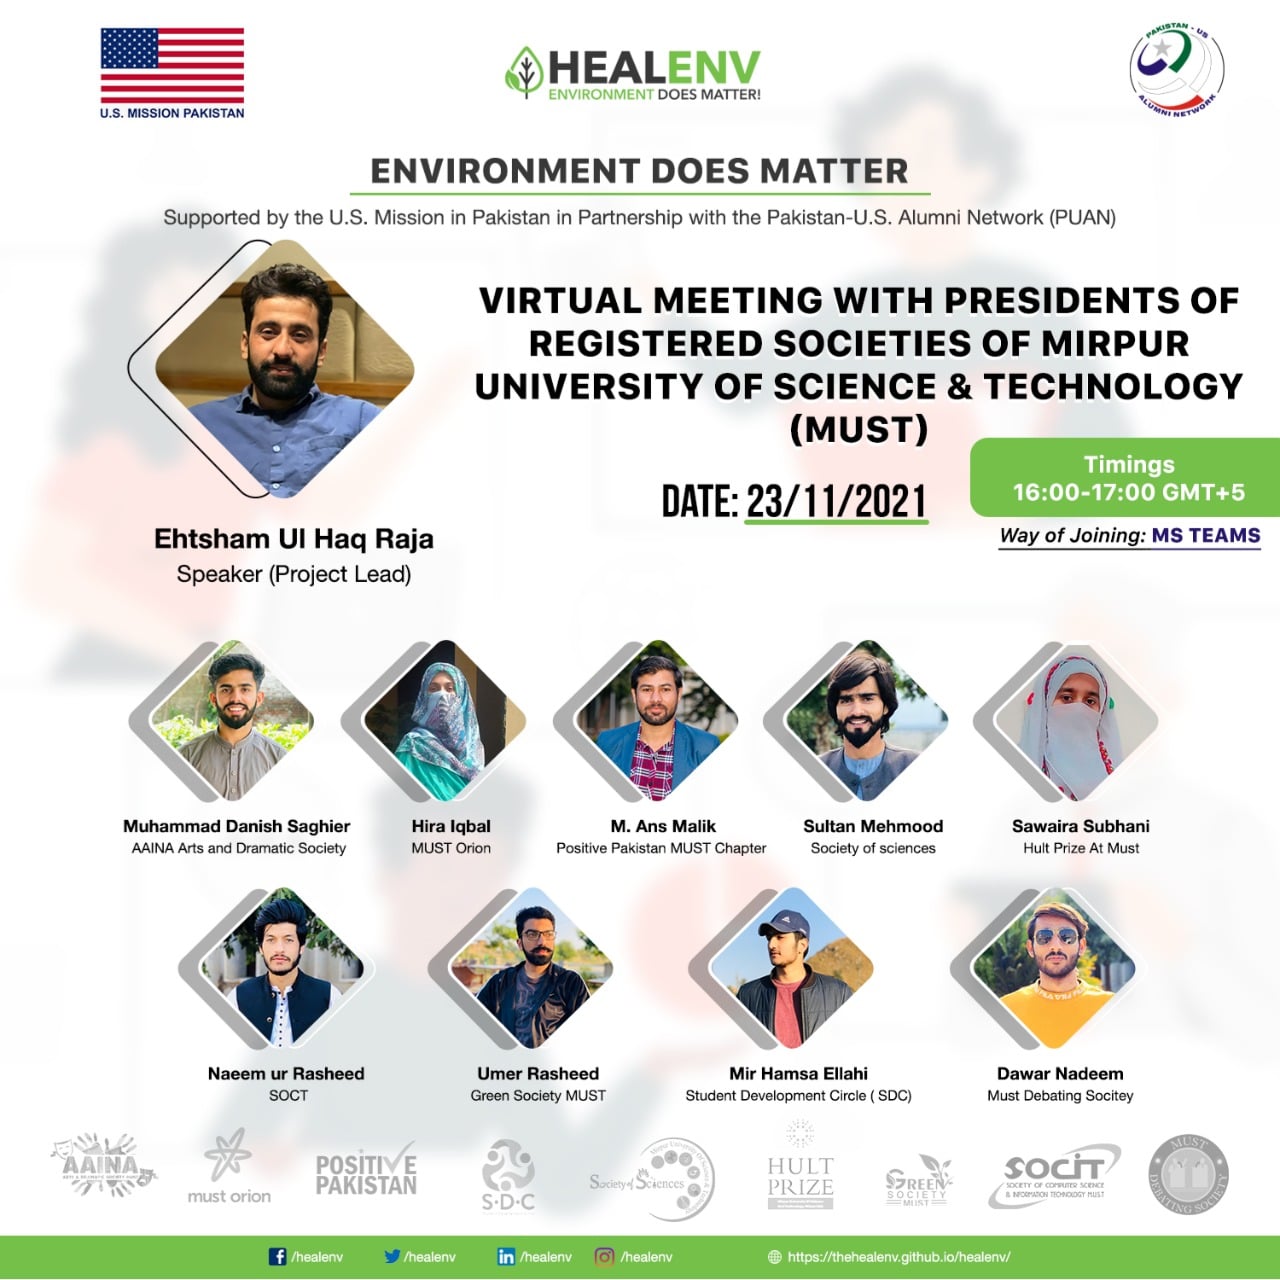 U.S. MISSION PAKISTAN
HEALENV
ENVIRONMENT DOES MATTER!
PAKISTAN - US
ALUMNI NETWORK
ENVIRONMENT DOES MATTER
Supported by the U.S. Mission in Pakistan in Partnership with the Pakistan-U.S. Alumni Network (PUAN)
VIRTUAL MEETING WITH PRESIDENTS OF
REGISTERED SOCIETIES OF MIRPUR
UNIVERSITY OF SCIENCE & TECHNOLOGY
(MUST)
Timings
16:00-17:00 GMT+5
DATE: 23/11/2021
Way of Joining: MS TEAMS
Ehtsham Ul Haq Raja
Speaker (Project Lead)
Muhammad Danish Saghier
AAINA Arts and Dramatic Society
Hira Iqbal
MUST Orion
M. Ans Malik
Positive Pakistan MUST Chapter
Sultan Mehmood
Society of sciences
Sawaira Subhani
Hult Prize At Must
Naeem ur Rasheed
SOCT
Umer Rasheed
Green Society MUST
Mir Hamsa Ellahi
Student Development Circle ( SDC)
Dawar Nadeem
Must Debating Socitey
AAINA
must orion
POSITIVE
PAKISTAN
S·D·C
Society of Sciences
HULT
PRIZE
GREEN
SOCIETY
MUST
SOCIT
SOCIETY OF COMPUTER SCIENCE
& INFORMATION TECHNOLOGY MUST
MUST
DEBATING SOCIETY
/healenv
/healenv
/healenv
/healenv
https://thehealenv.github.io/healenv/